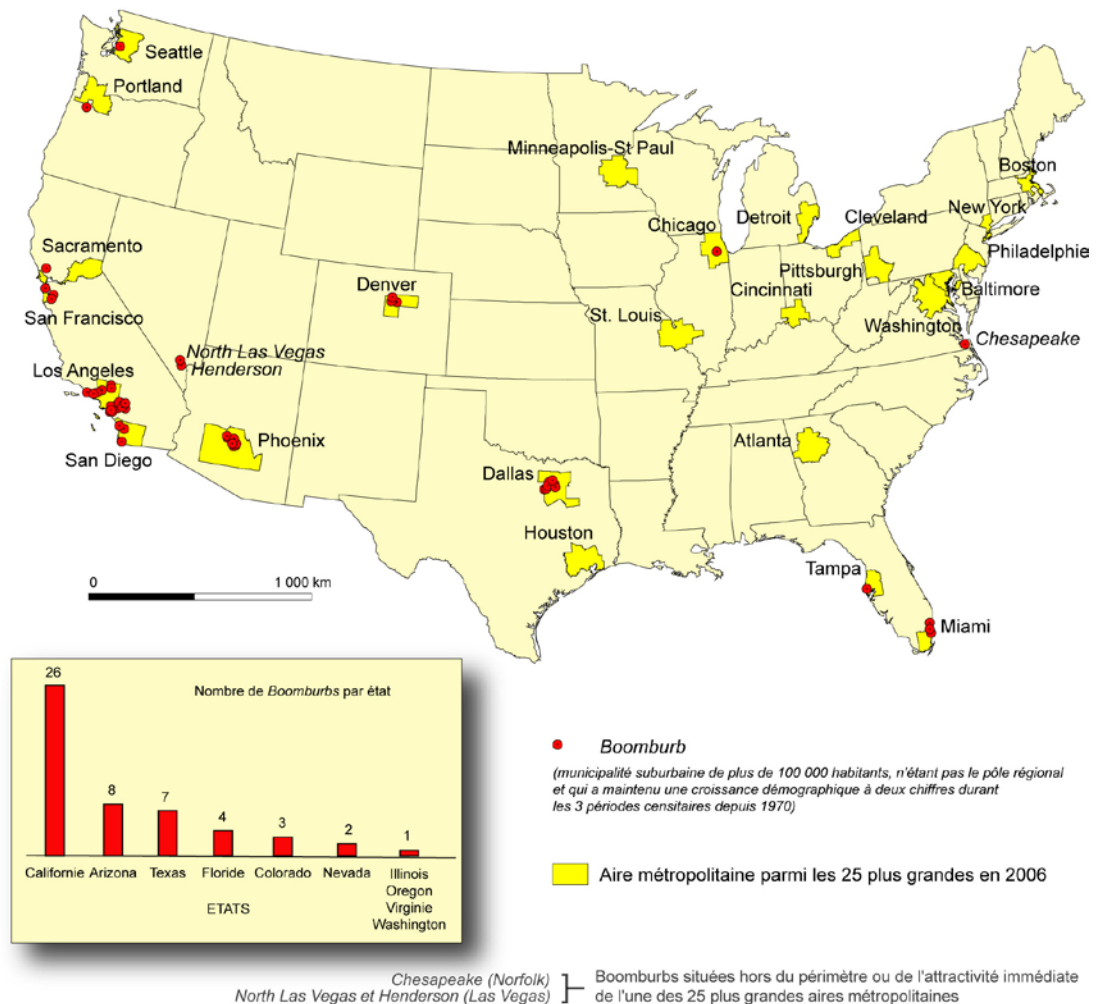 Seattle
Portland
Minneapolis-St Paul
Boston
New York
Chicago
Detroit
Cleveland
Sacramento
Philadelphie
Denver
Pittsburgh
Baltimore
Cincinnati
San Francisco
St. Louis
Washington
Chesapeake
North Las Vegas
Henderson
Los Angeles
Phoenix
Atlanta
San Diego
Dallas
Houston
Tampa
Miami
0 1 000 km
26
Nombre de Boomburbs par état
8
7
4
3
2
1
Californie Arizona Texas Floride Colorado Nevada Illinois
Oregon
Virginie
Washington
ETATS
Boomburb
(municipalité suburbaine de plus de 100 000 habitants, n'étant pas le pôle régional
et qui a maintenu une croissance démographique à deux chiffres durant
les 3 périodes censitaires depuis 1970)
Aire métropolitaine parmi les 25 plus grandes en 2006
Chesapeake (Norfolk)
North Las Vegas et Henderson (Las Vegas)
Boomburbs situées hors du périmètre ou de l'attractivité immédiate
de l'une des 25 plus grandes aires métropolitaines